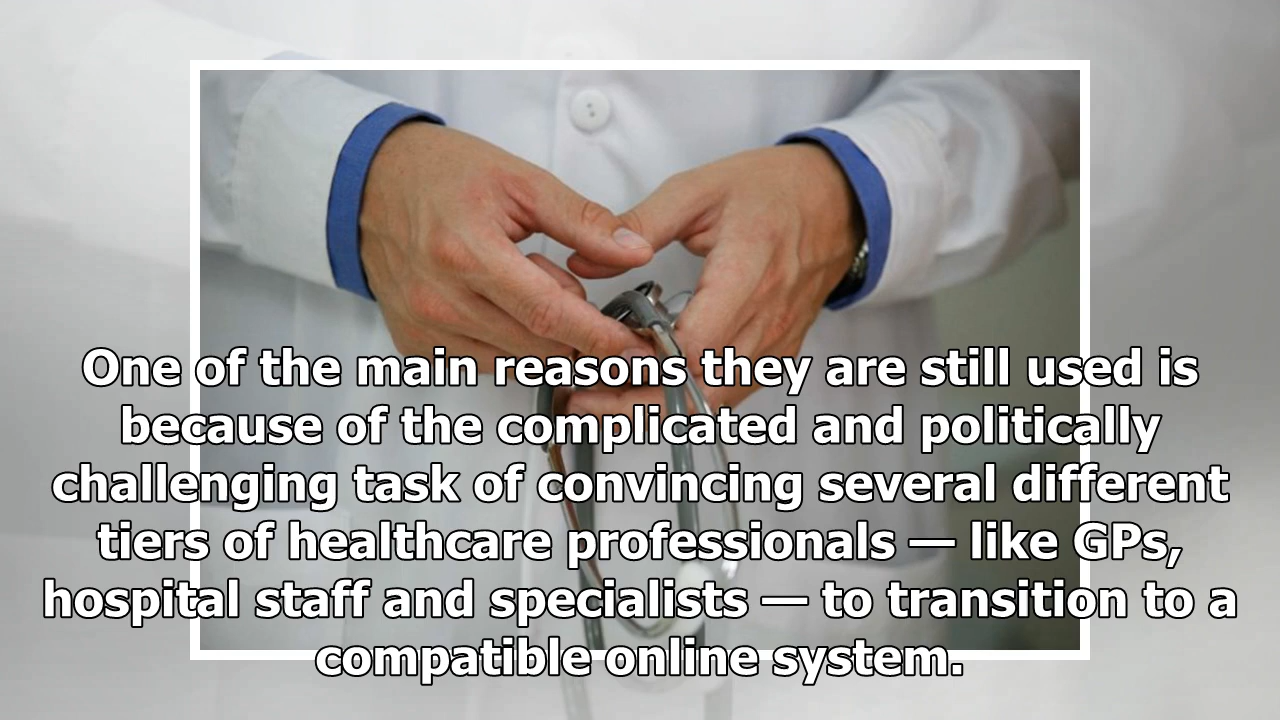 One of the main reasons they are still used is
because of the complicated and politically
challenging task of convincing several different
tiers of healthcare professionals — like GPs,
hospital staff and specialists — to transition to a
compatible online system.